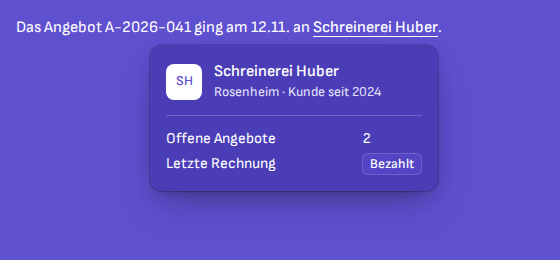 Das Angebot A-2026-041 ging am 12.11. an Schreinerei Huber.
SH
Schreinerei Huber
Rosenheim · Kunde seit 2024
Offene Angebote 2
Letzte Rechnung Bezahlt